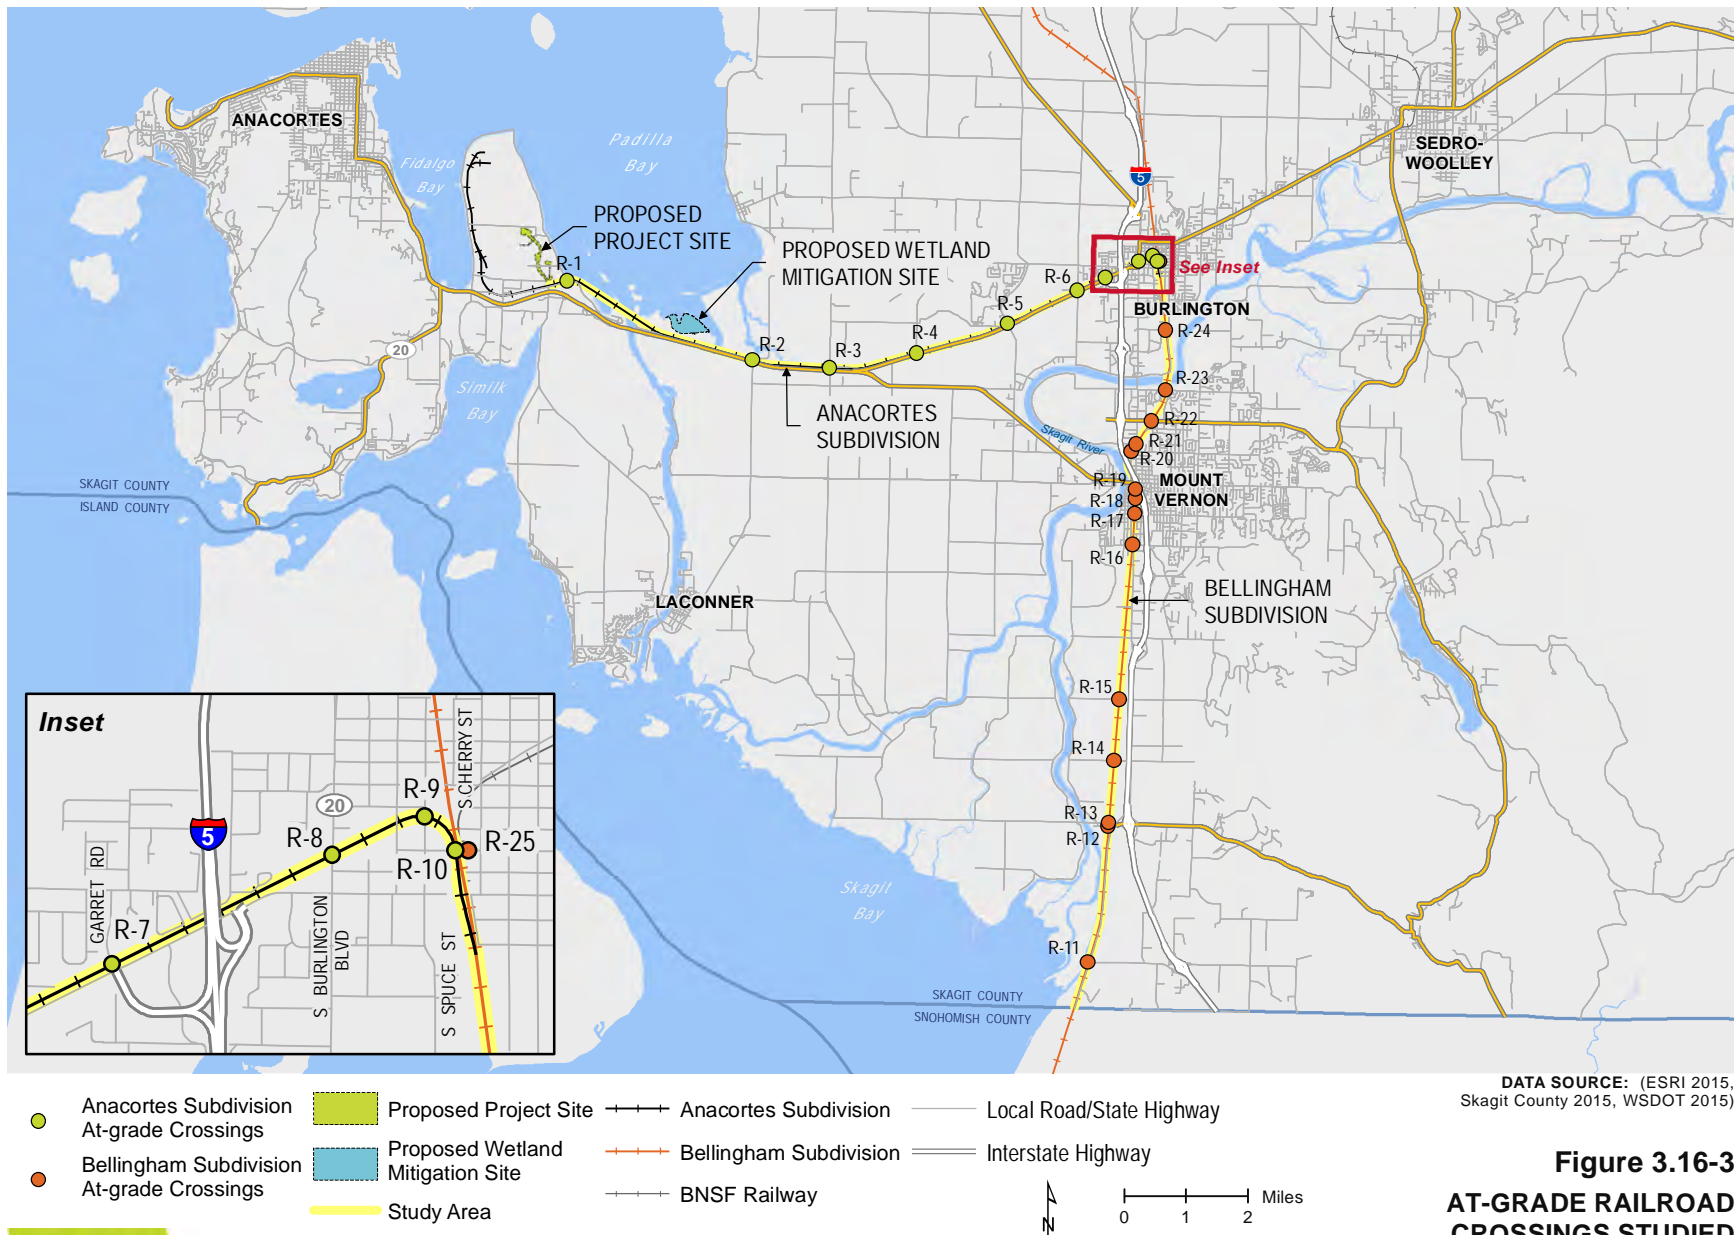 ANACORTES
Fidalgo
Bay
Padilla
Bay
SEDRO-
WOOLLEY
5
PROPOSED
PROJECT SITE
PROPOSED WETLAND
MITIGATION SITE
R-1
R-2
R-3
R-4
R-5
R-6
See Inset
BURLINGTON
R-24
R-23
R-22
R-21
R-20
R-19
R-18
R-17
R-16
MOUNT
VERNON
Skagit River
20
Similk
Bay
ANACORTES
SUBDIVISION
SKAGIT COUNTY
ISLAND COUNTY
LACONNER
BELLINGHAM
SUBDIVISION
R-15
R-14
R-13
R-12
R-11
Skagit
Bay
SKAGIT COUNTY
SNOHOMISH COUNTY
Inset
S CHERRY ST
R-9
20
5
R-8
R-25
R-10
GARRET RD
R-7
S BURLINGTON
BLVD
S SPUCE ST
Anacortes Subdivision
At-grade Crossings
Bellingham Subdivision
At-grade Crossings
Proposed Project Site
Proposed Wetland
Mitigation Site
Study Area
Anacortes Subdivision
Bellingham Subdivision
BNSF Railway
Local Road/State Highway
Interstate Highway
N
0 1 2
Miles
DATA SOURCE: (ESRI 2015,
Skagit County 2015, WSDOT 2015)
Figure 3.16-3
AT-GRADE RAILROAD
CROSSINGS STUDIED